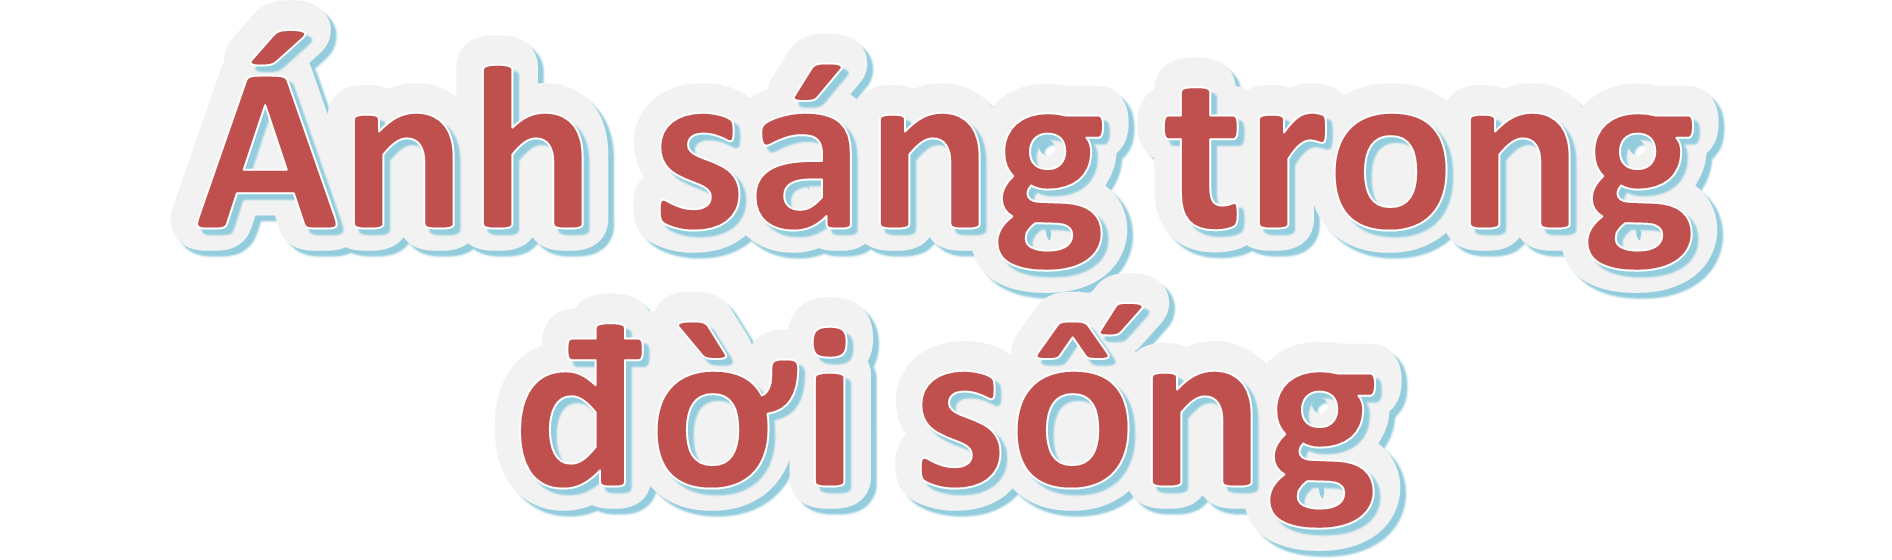 Ánh sáng trong
đời sống